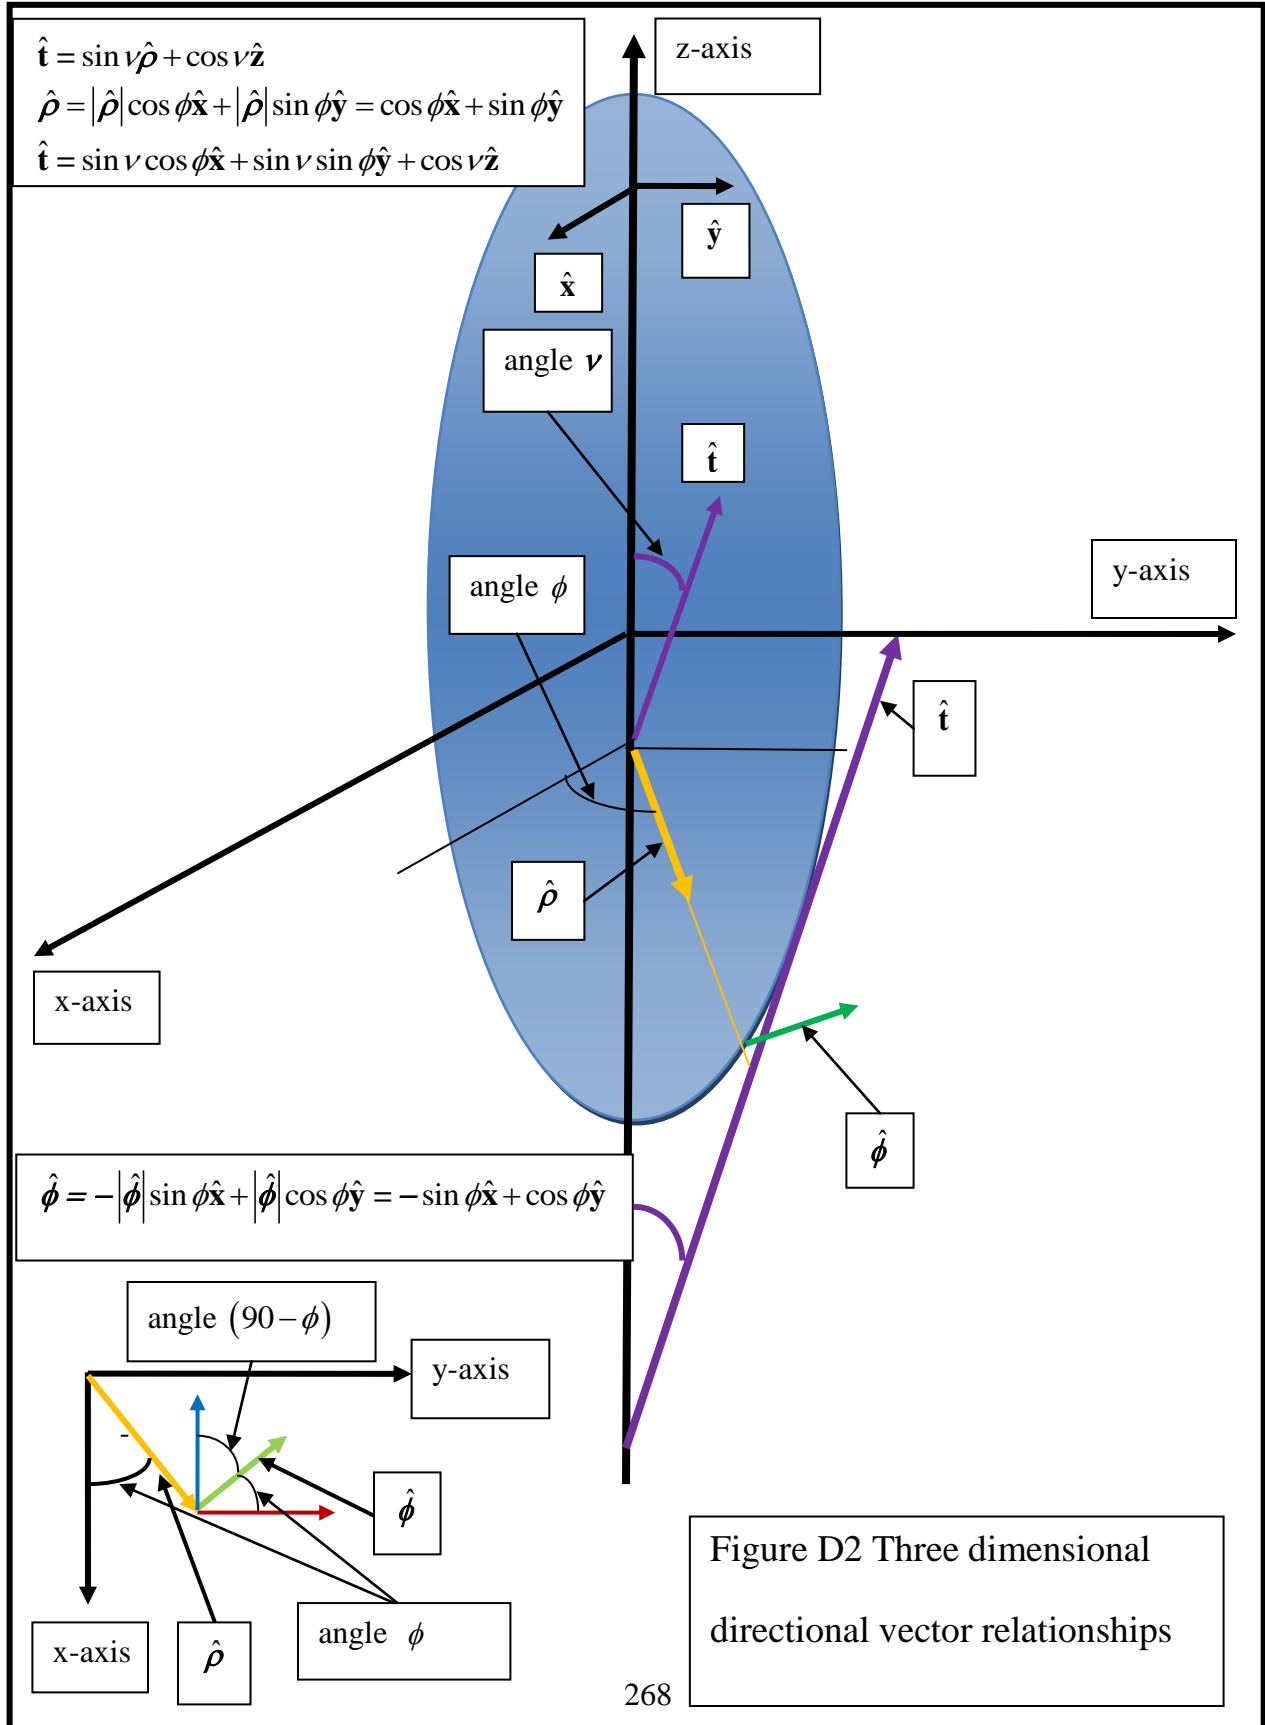 t̂ = sin ν ρ̂ + cos ν ẑ
ρ̂ = |ρ̂| cos ϕ x̂ + |ρ̂| sin ϕ ŷ = cos ϕ x̂ + sin ϕ ŷ
t̂ = sin ν cos ϕ x̂ + sin ν sin ϕ ŷ + cos ν ẑ
z-axis
ŷ
x̂
angle ν
t̂
angle ϕ
y-axis
t̂
ρ̂
x-axis
ϕ̂
ϕ̂ = −|ϕ̂| sin ϕ x̂ + |ϕ̂| cos ϕ ŷ = −sin ϕ x̂ + cos ϕ ŷ
angle (90 − ϕ)
y-axis
-
ϕ̂
x-axis
ρ̂
angle ϕ
Figure D2 Three dimensional
directional vector relationships
268